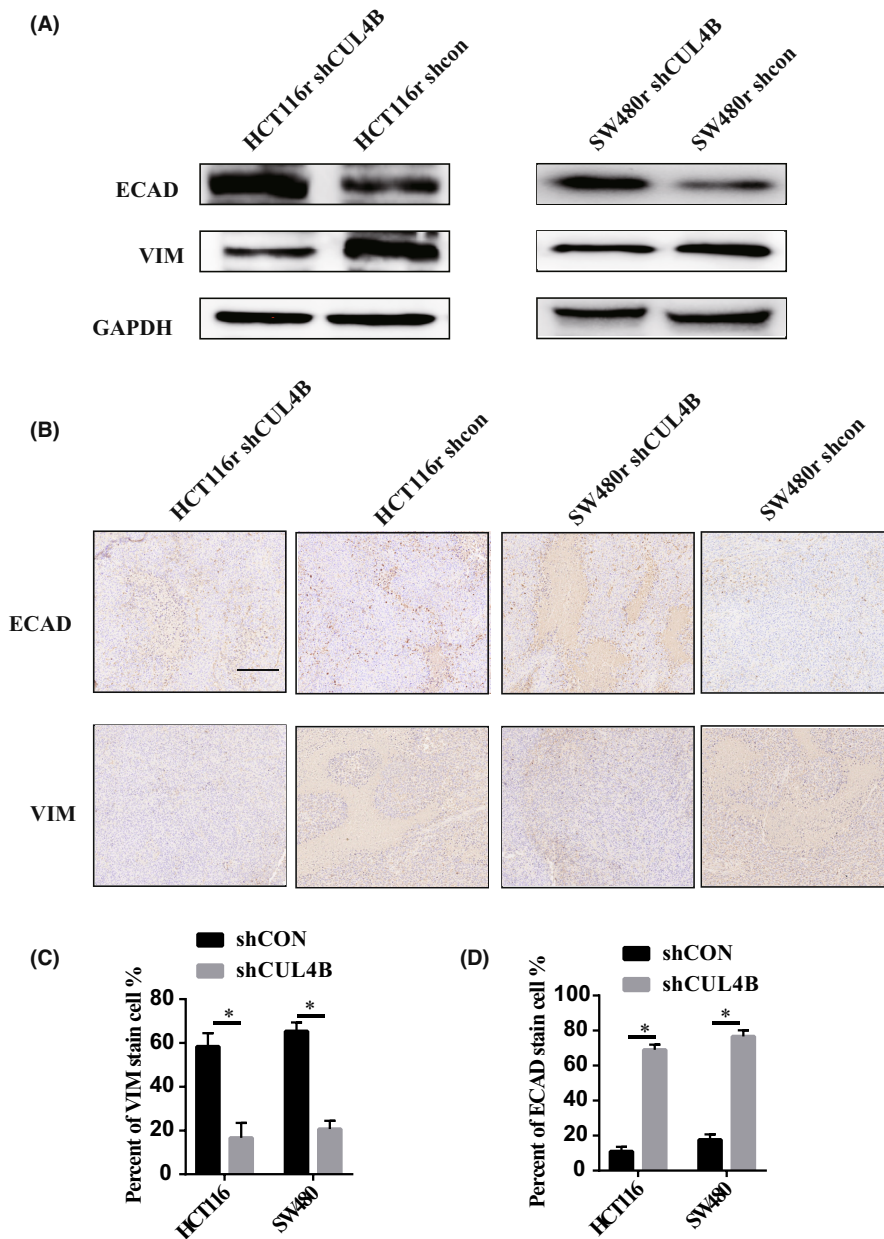 (A)
HCT116r shCUL4B
HCT116r shcon
SW480r shCUL4B
SW480r shcon
ECAD
VIM
GAPDH
(B)
HCT116r shCUL4B
HCT116r shcon
SW480r shCUL4B
SW480r shcon
ECAD
VIM
(C)
shCON
shCUL4B
Percent of VIM stain cell %
80
60
40
20
0
*
*
HCT116
SW480
(D)
shCON
shCUL4B
Percent of ECAD stain cell %
100
80
60
40
20
0
*
*
HCT116
SW480